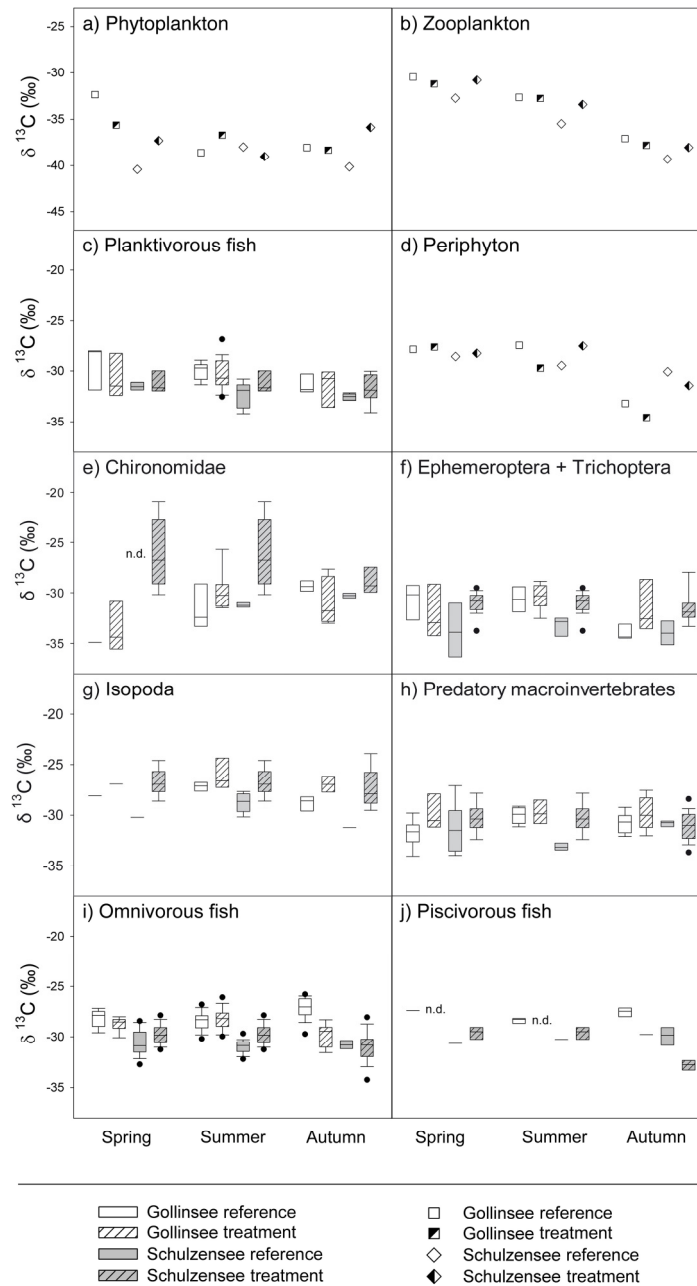 a) Phytoplankton
b) Zooplankton
δ 13C (‰)
-25
-30
-35
-40
-45
c) Planktivorous fish
d) Periphyton
δ 13C (‰)
-20
-25
-30
-35
e) Chironomidae
f) Ephemeroptera + Trichoptera
δ 13C (‰)
-20
-25
-30
-35
n.d.
g) Isopoda
h) Predatory macroinvertebrates
δ 13C (‰)
-20
-25
-30
-35
i) Omnivorous fish
j) Piscivorous fish
δ 13C (‰)
-20
-25
-30
-35
n.d.
n.d.
Spring Summer Autumn Spring Summer Autumn
Gollinsee reference
Gollinsee treatment
Schulzensee reference
Schulzensee treatment
Gollinsee reference
Gollinsee treatment
Schulzensee reference
Schulzensee treatment